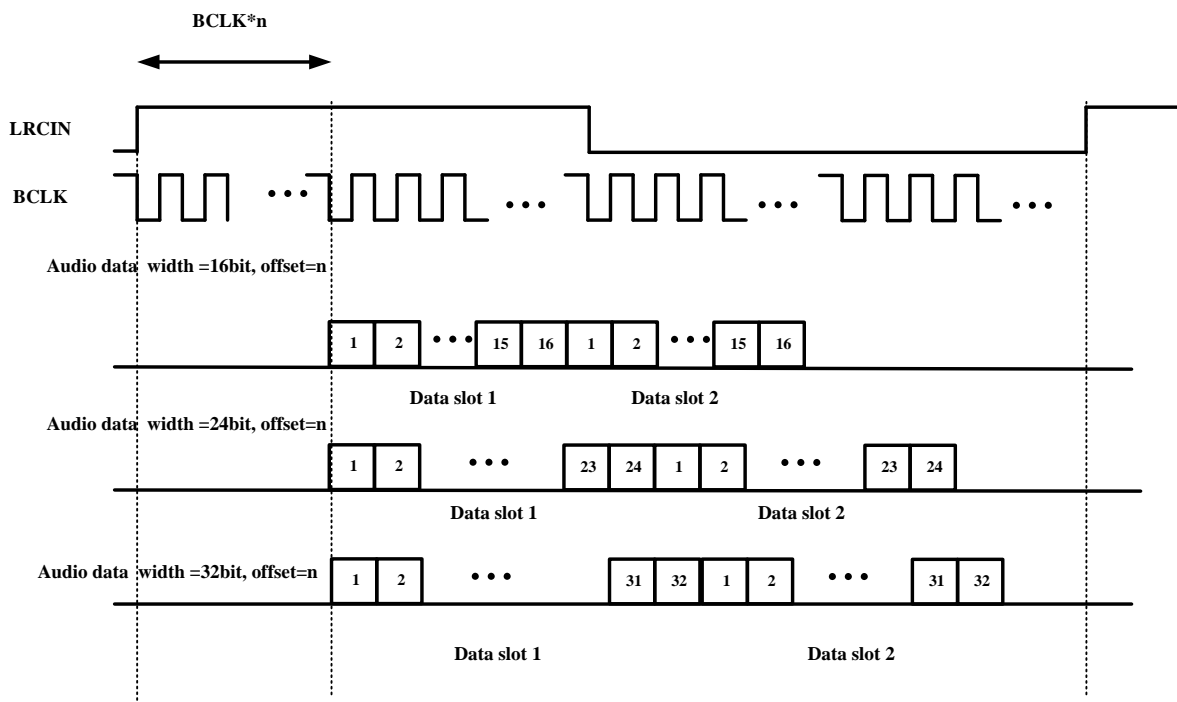 BCLK*n
LRCIN
BCLK
Audio data width =16bit, offset=n
1 2 15 16 1 2 15 16
Data slot 1 Data slot 2
Audio data width =24bit, offset=n
1 2 23 24 1 2 23 24
Data slot 1 Data slot 2
Audio data width =32bit, offset=n
1 2 31 32 1 2 31 32
Data slot 1 Data slot 2